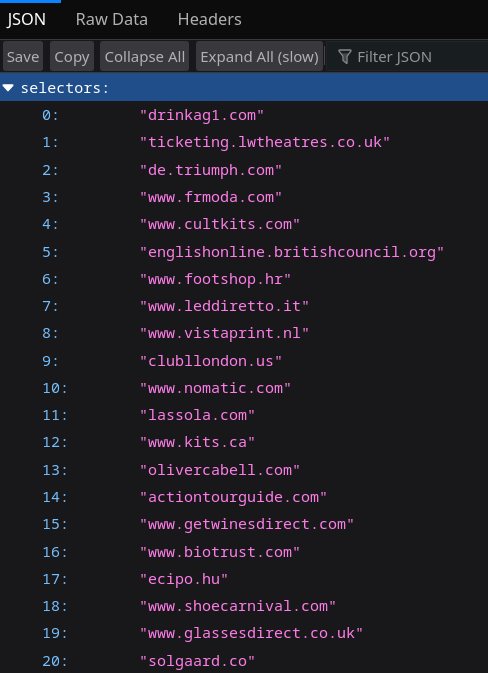 JSON Raw Data Headers
Save Copy Collapse All Expand All (slow) Filter JSON
selectors:
0: "drinkag1.com"
1: "ticketing.lwtheatres.co.uk"
2: "de.triumph.com"
3: "www.frmoda.com"
4: "www.cultkits.com"
5: "englishonline.britishcouncil.org"
6: "www.footshop.hr"
7: "www.leddiretto.it"
8: "www.vistaprint.nl"
9: "clubllondon.us"
10: "www.nomatic.com"
11: "lassola.com"
12: "www.kits.ca"
13: "olivercabell.com"
14: "actiontourguide.com"
15: "www.getwinesdirect.com"
16: "www.biotrust.com"
17: "ecipo.hu"
18: "www.shoecarnival.com"
19: "www.glassesdirect.co.uk"
20: "solgaard.co"